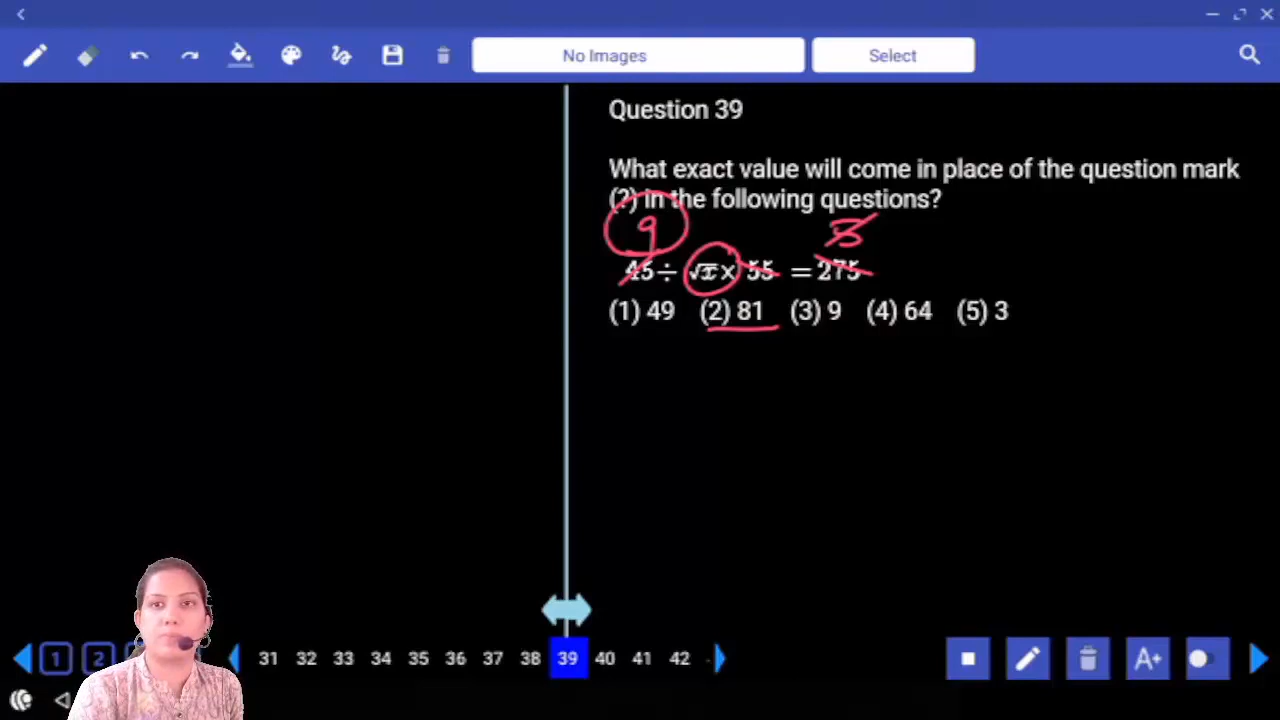 No Images
Select
Question 39
What exact value will come in place of the question mark
(?) in the following questions?
9
5
45 ÷ √x × 55 = 275
(1) 49 (2) 81 (3) 9 (4) 64 (5) 3
1 2 31 32 33 34 35 36 37 38 39 40 41 42
A+